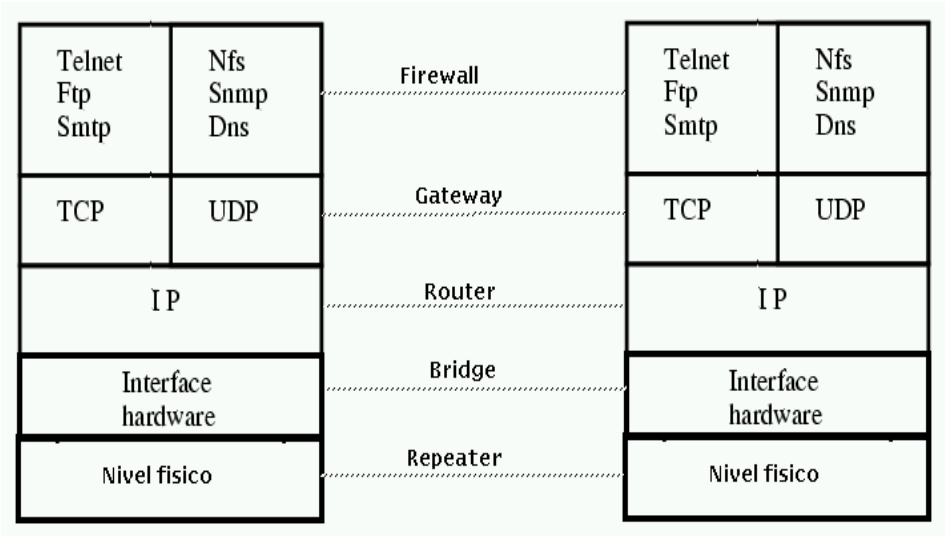 Telnet
Ftp
Smtp
Nfs
Snmp
Dns
Firewall
Telnet
Ftp
Smtp
Nfs
Snmp
Dns
TCP
UDP
Gateway
TCP
UDP
I P
Router
I P
Interface
hardware
Bridge
Interface
hardware
Nivel fisico
Repeater
Nivel fisico